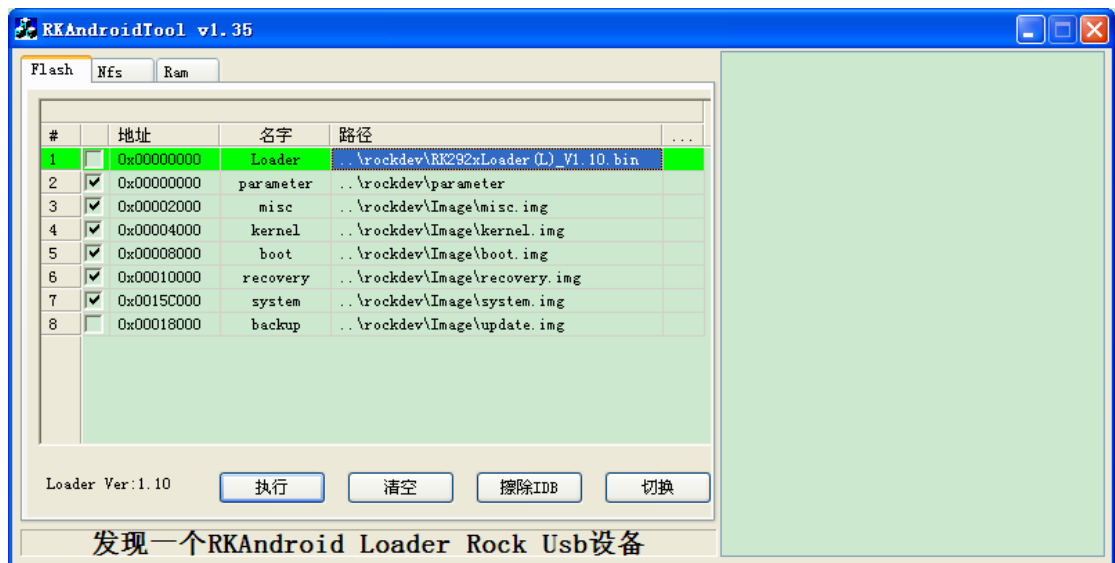 RKAndroidTool v1.35
Flash Nfs Ram
# 地址 名字 路径 ...
1 0x00000000 Loader ..\rockdev\RK292xLoader(L)_V1.10.bin
2 0x00000000 parameter ..\rockdev\parameter
3 0x00002000 misc ..\rockdev\Image\misc.img
4 0x00004000 kernel ..\rockdev\Image\kernel.img
5 0x00008000 boot ..\rockdev\Image\boot.img
6 0x00010000 recovery ..\rockdev\Image\recovery.img
7 0x0015C000 system ..\rockdev\Image\system.img
8 0x00018000 backup ..\rockdev\Image\update.img
Loader Ver:1.10 执行 清空 擦除IDB 切换
发现一个RKAndroid Loader Rock Usb设备